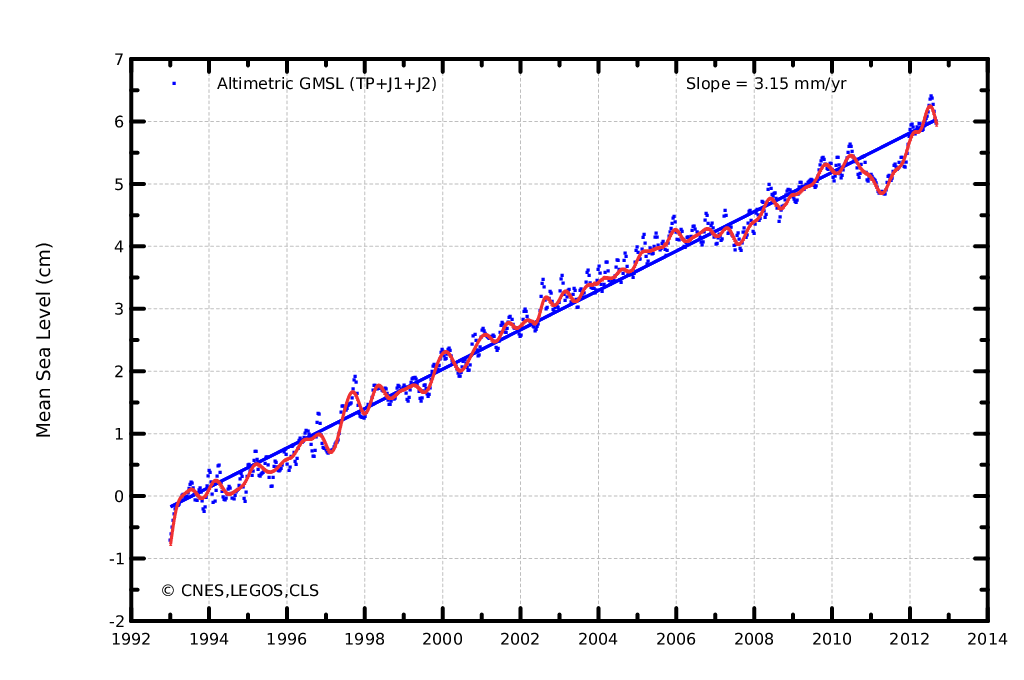 Altimetric GMSL (TP+J1+J2)
Slope = 3.15 mm/yr
Mean Sea Level (cm)
7
6
5
4
3
2
1
0
-1
-2
© CNES,LEGOS,CLS
1992 1994 1996 1998 2000 2002 2004 2006 2008 2010 2012 2014